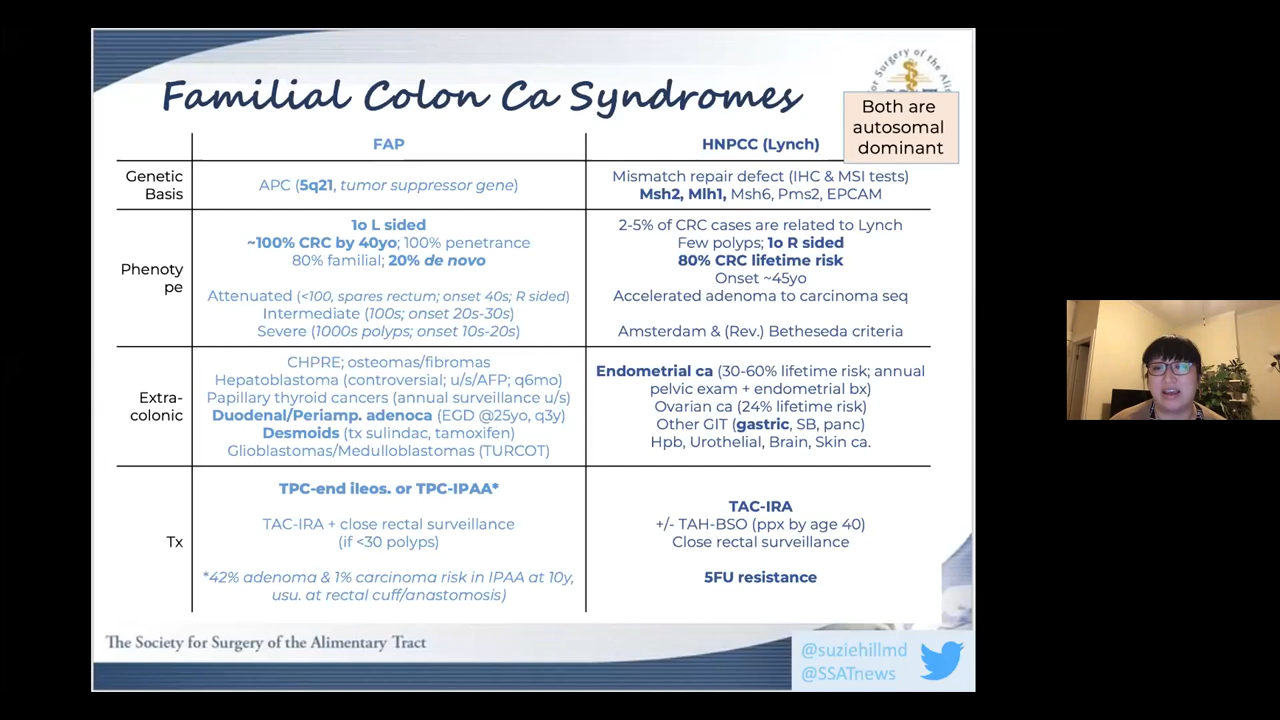 for Surgery of the Ali
Familial Colon Ca Syndromes
Both are
autosomal
dominant
FAP
HNPCC (Lynch)
Genetic
Basis
APC (5q21, tumor suppressor gene)
Mismatch repair defect (IHC & MSI tests)
Msh2, Mlh1, Msh6, Pms2, EPCAM
Phenoty
pe
1o L sided
~100% CRC by 40yo; 100% penetrance
80% familial; 20% de novo
Attenuated (<100, spares rectum; onset 40s; R sided)
Intermediate (100s; onset 20s-30s)
Severe (1000s polyps; onset 10s-20s)
2-5% of CRC cases are related to Lynch
Few polyps; 1o R sided
80% CRC lifetime risk
Onset ~45yo
Accelerated adenoma to carcinoma seq
Amsterdam & (Rev.) Betheseda criteria
Extra-
colonic
CHPRE; osteomas/fibromas
Hepatoblastoma (controversial; u/s/AFP; q6mo)
Papillary thyroid cancers (annual surveillance u/s)
Duodenal/Periamp. adenoca (EGD @25yo, q3y)
Desmoids (tx sulindac, tamoxifen)
Glioblastomas/Medulloblastomas (TURCOT)
Endometrial ca (30-60% lifetime risk; annual
pelvic exam + endometrial bx)
Ovarian ca (24% lifetime risk)
Other GIT (gastric, SB, panc)
Hpb, Urothelial, Brain, Skin ca.
Tx
TPC-end ileos. or TPC-IPAA*
TAC-IRA + close rectal surveillance
(if <30 polyps)
*42% adenoma & 1% carcinoma risk in IPAA at 10y,
usu. at rectal cuff/anastomosis)
TAC-IRA
+/- TAH-BSO (ppx by age 40)
Close rectal surveillance
5FU resistance
The Society for Surgery of the Alimentary Tract
@suziehillmd
@SSATnews